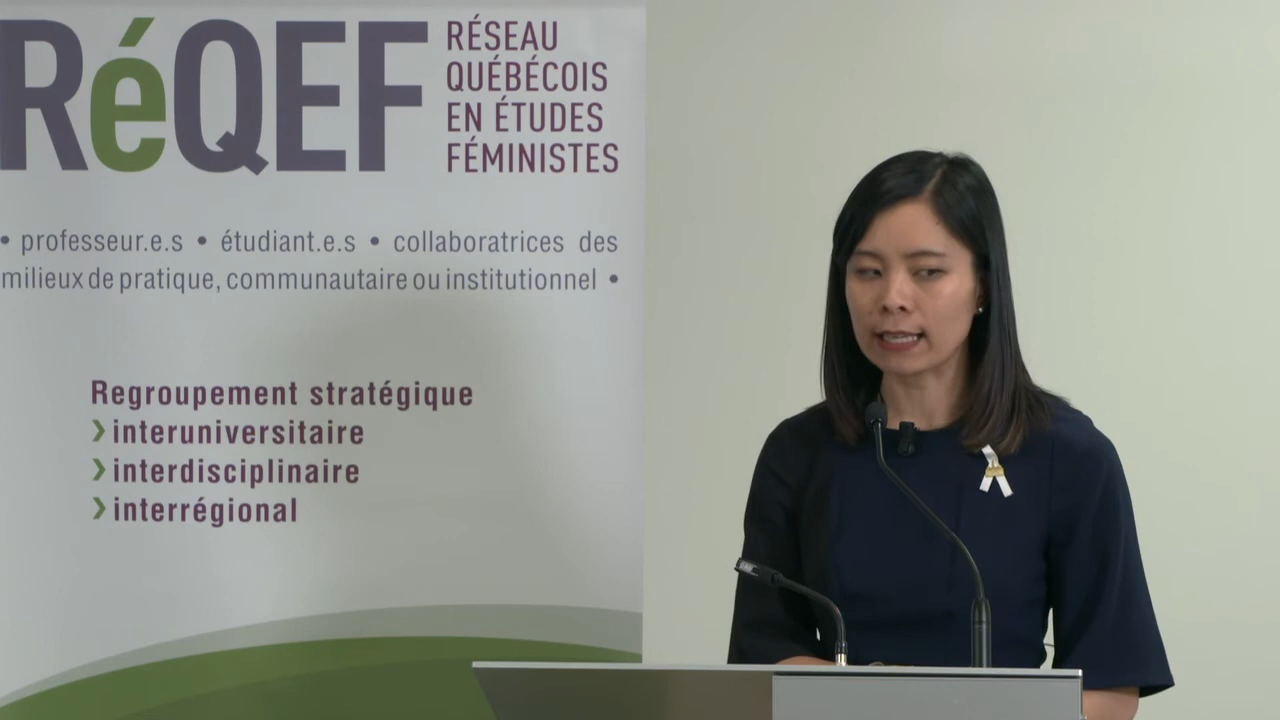 RéQEF
RÉSEAU
QUÉBÉCOIS
EN ÉTUDES
FÉMINISTES
• professeur.e.s • étudiant.e.s • collaboratrices des
milieux de pratique, communautaire ou institutionnel •
Regroupement stratégique
❯ interuniversitaire
❯ interdisciplinaire
❯ interrégional